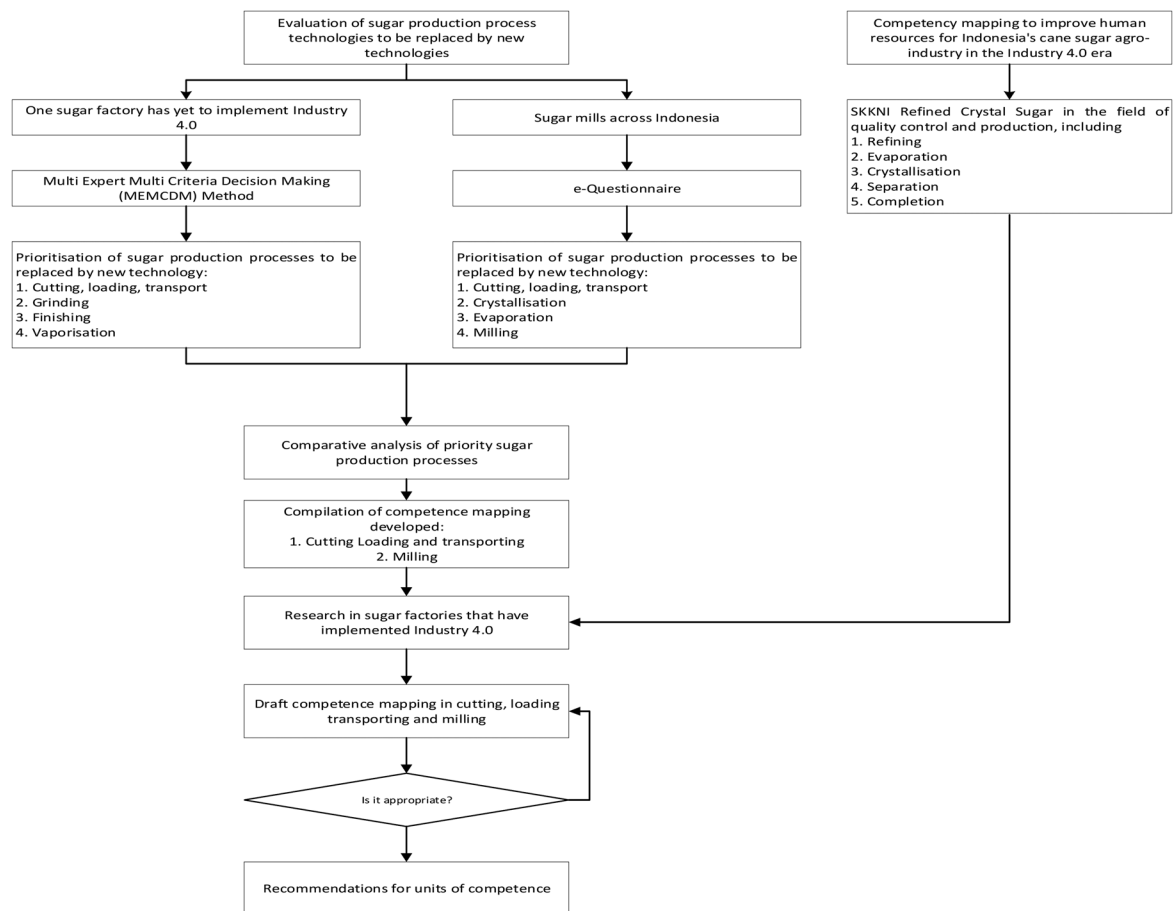 Evaluation of sugar production process
technologies to be replaced by new
technologies
Competency mapping to improve human
resources for Indonesia's cane sugar agro-
industry in the Industry 4.0 era
One sugar factory has yet to implement Industry
4.0
Sugar mills across Indonesia
SKKNI Refined Crystal Sugar in the field of
quality control and production, including
1. Refining
2. Evaporation
3. Crystallisation
4. Separation
5. Completion
Multi Expert Multi Criteria Decision Making
(MEMCDM) Method
e-Questionnaire
Prioritisation of sugar production processes to be
replaced by new technology:
1. Cutting, loading, transport
2. Grinding
3. Finishing
4. Vaporisation
Prioritisation of sugar production processes to be
replaced by new technology:
1. Cutting, loading, transport
2. Crystallisation
3. Evaporation
4. Milling
Comparative analysis of priority sugar
production processes
Compilation of competence mapping
developed:
1. Cutting Loading and transporting
2. Milling
Research in sugar factories that have
implemented Industry 4.0
Draft competence mapping in cutting, loading
transporting and milling
Is it appropriate?
Recommendations for units of competence